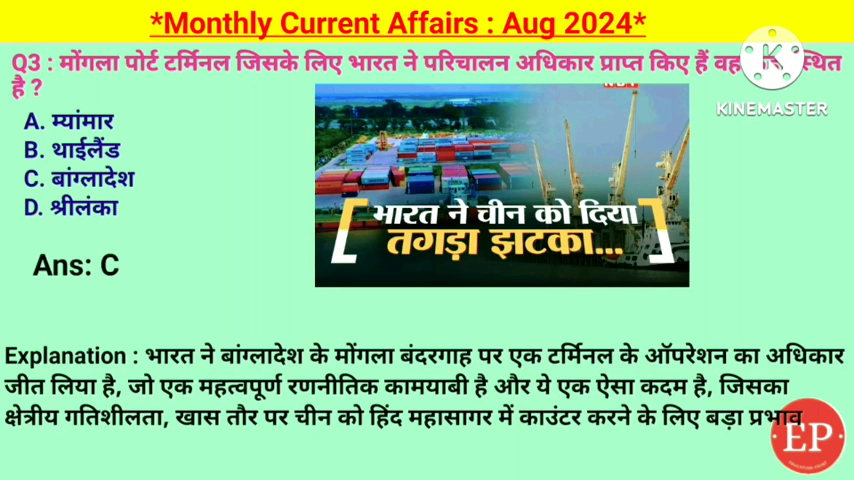 *Monthly Current Affairs : Aug 2024*
Q3 : मोंगला पोर्ट टर्मिनल जिसके लिए भारत ने परिचालन अधिकार प्राप्त किए हैं वह
है ?
A. म्यांमार
B. थाईलैंड
C. बांग्लादेश
D. श्रीलंका
Ans: C
KINEMASTER
[ भारत ने चीन को दिया
तगड़ा झटका... ]
Explanation : भारत ने बांग्लादेश के मोंगला बंदरगाह पर एक टर्मिनल के ऑपरेशन का अधिकार
जीत लिया है, जो एक महत्वपूर्ण रणनीतिक कामयाबी है और ये एक ऐसा कदम है, जिसका
क्षेत्रीय गतिशीलता, खास तौर पर चीन को हिंद महासागर में काउंटर करने के लिए बड़ा प्रभाव
EP